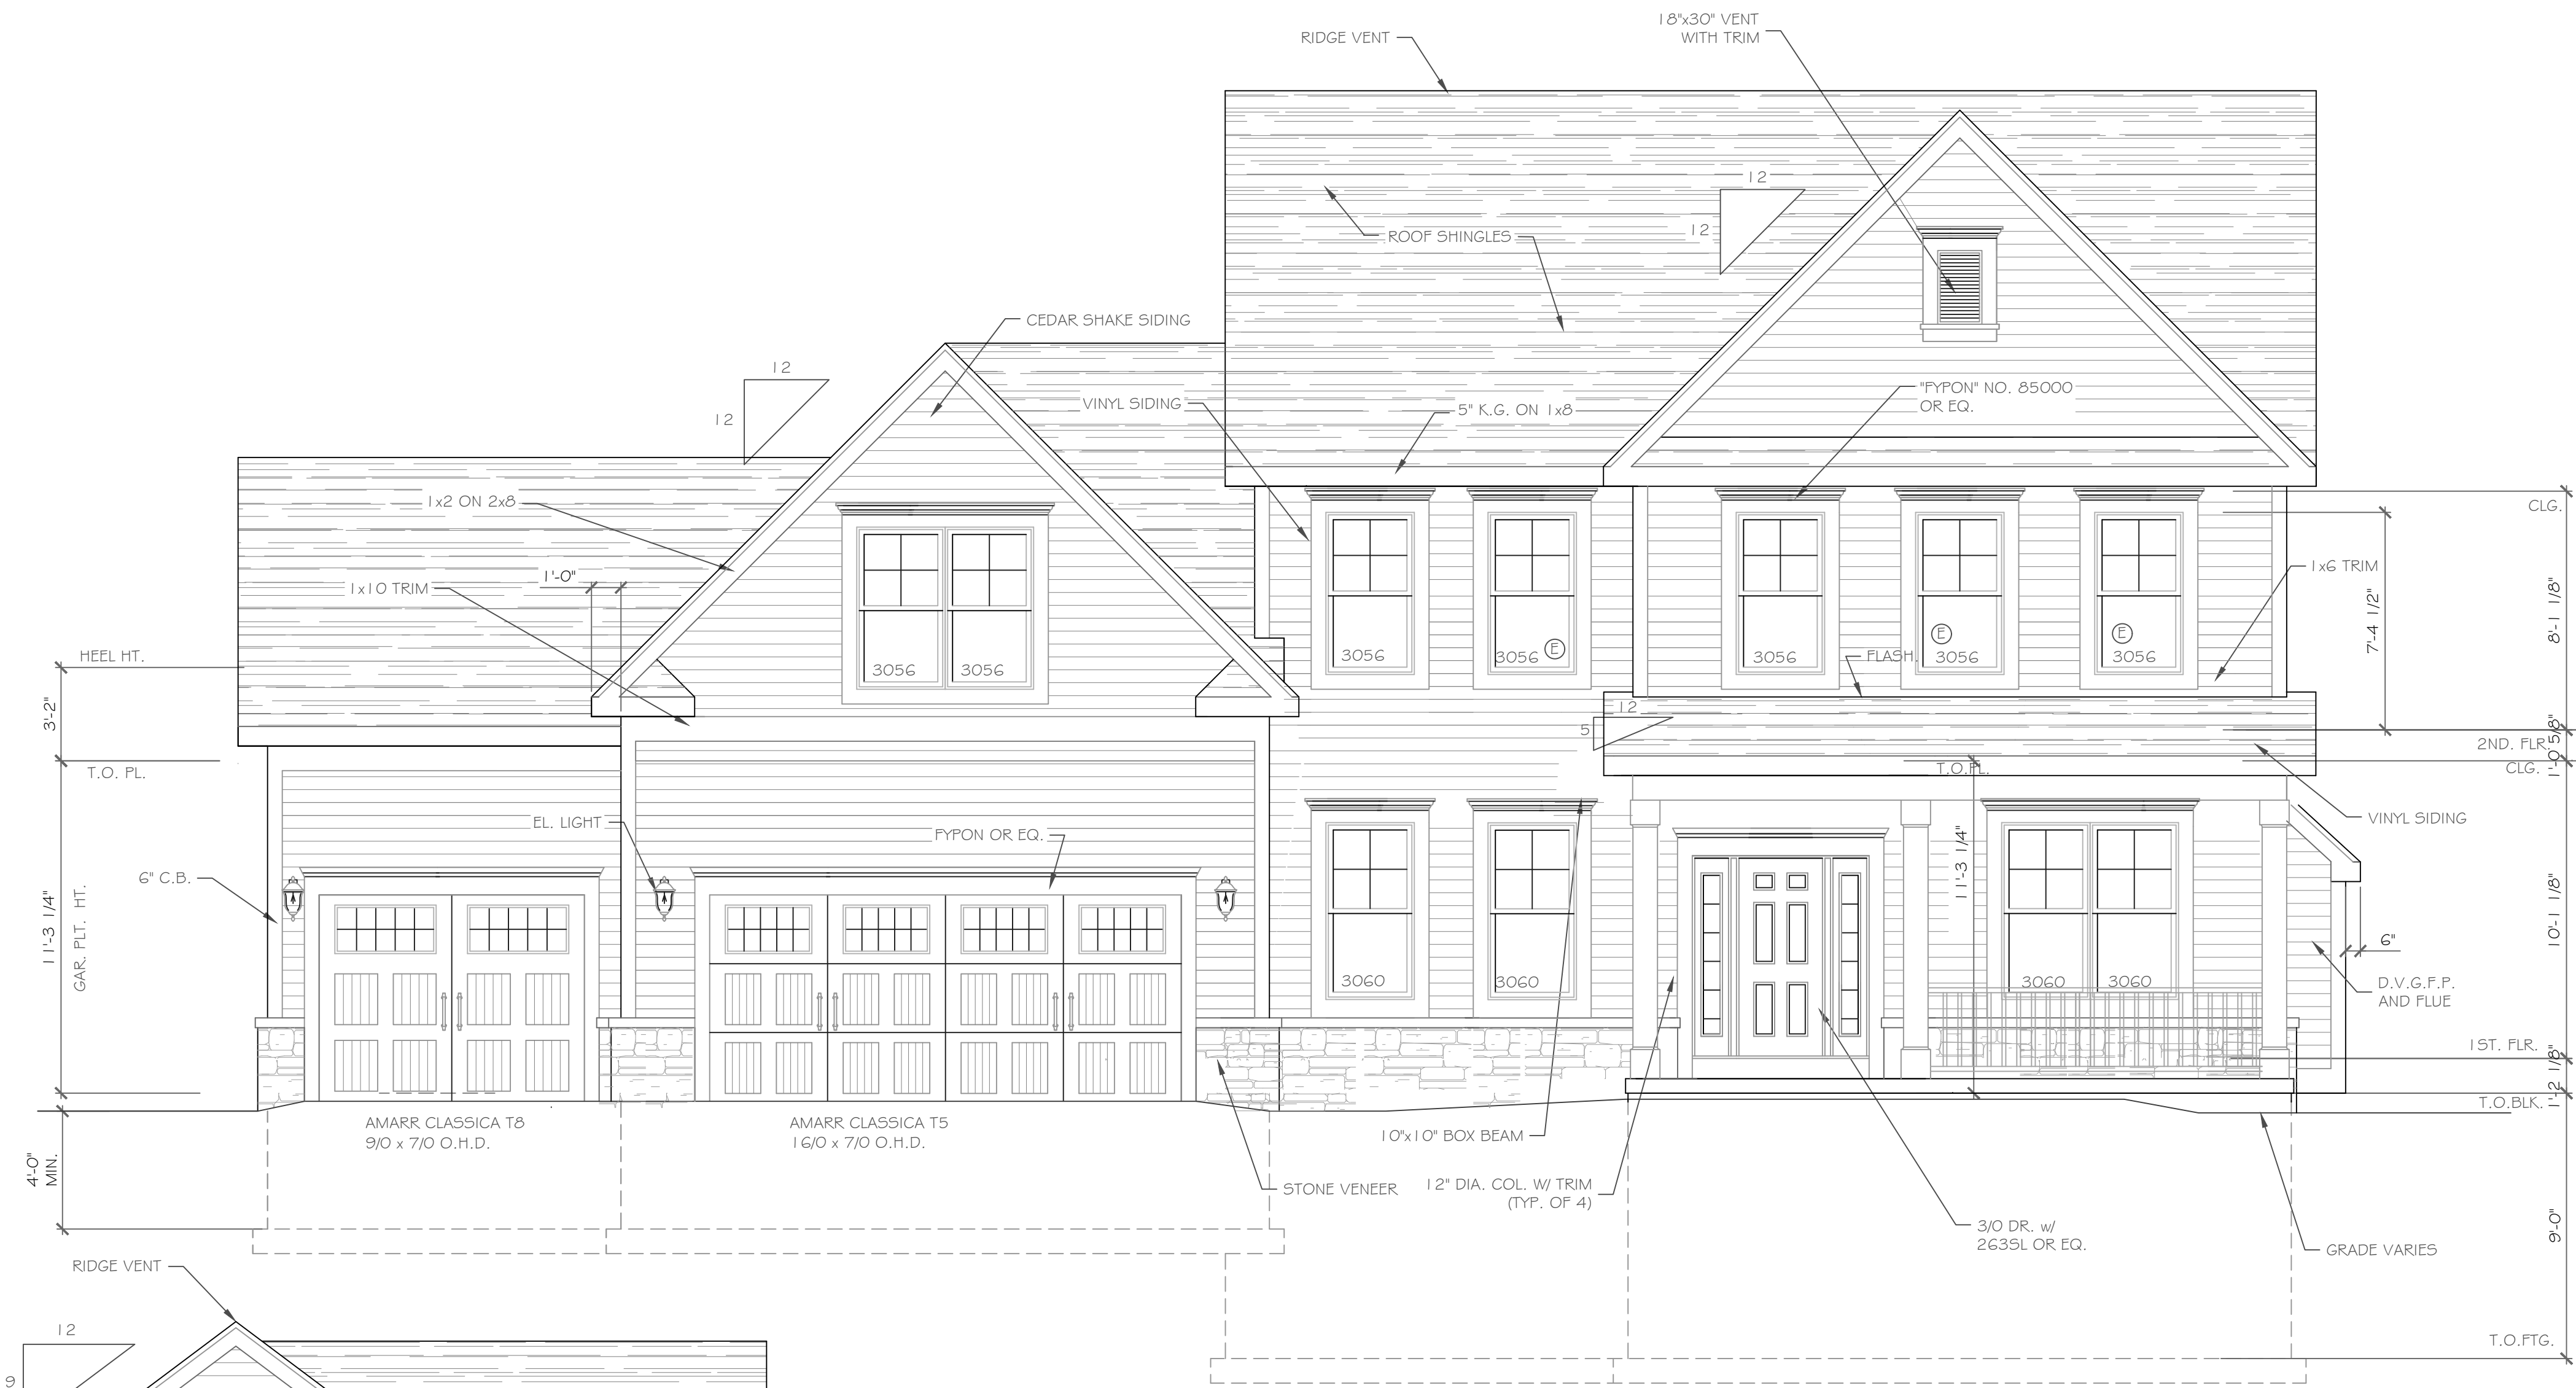 18"x30" VENT
WITH TRIM
RIDGE VENT
12
12
ROOF SHINGLES
CEDAR SHAKE SIDING
12
12
VINYL SIDING
5" K.G. ON 1x8
"FYPON" NO. 85000
OR EQ.
1x2 ON 2x8
CLG.
1'-0"
1x10 TRIM
1x6 TRIM
8'-1 1/8"
7'-4 1/2"
HEEL HT.
3056
3056
3056
3056
E
3056
E
3056
E
3056
FLASH.
3'-2"
12
5
1'-0 5/8"
2ND. FLR.
CLG.
T.O. PL.
T.O.PL.
EL. LIGHT
FYPON OR EQ.
VINYL SIDING
6" C.B.
11'-3 1/4"
GAR. PLT. HT.
11'-3 1/4"
10'-1 1/8"
6"
3060
3060
3060
3060
D.V.G.F.P.
AND FLUE
1ST. FLR.
1'-2 1/8"
T.O.BLK.
AMARR CLASSICA T8
9/0 x 7/0 O.H.D.
AMARR CLASSICA T5
16/0 x 7/0 O.H.D.
10"x10" BOX BEAM
4'-0"
MIN.
STONE VENEER
12" DIA. COL. W/ TRIM
(TYP. OF 4)
3/0 DR. w/
263SL OR EQ.
9'-0"
GRADE VARIES
RIDGE VENT
12
9
T.O.FTG.